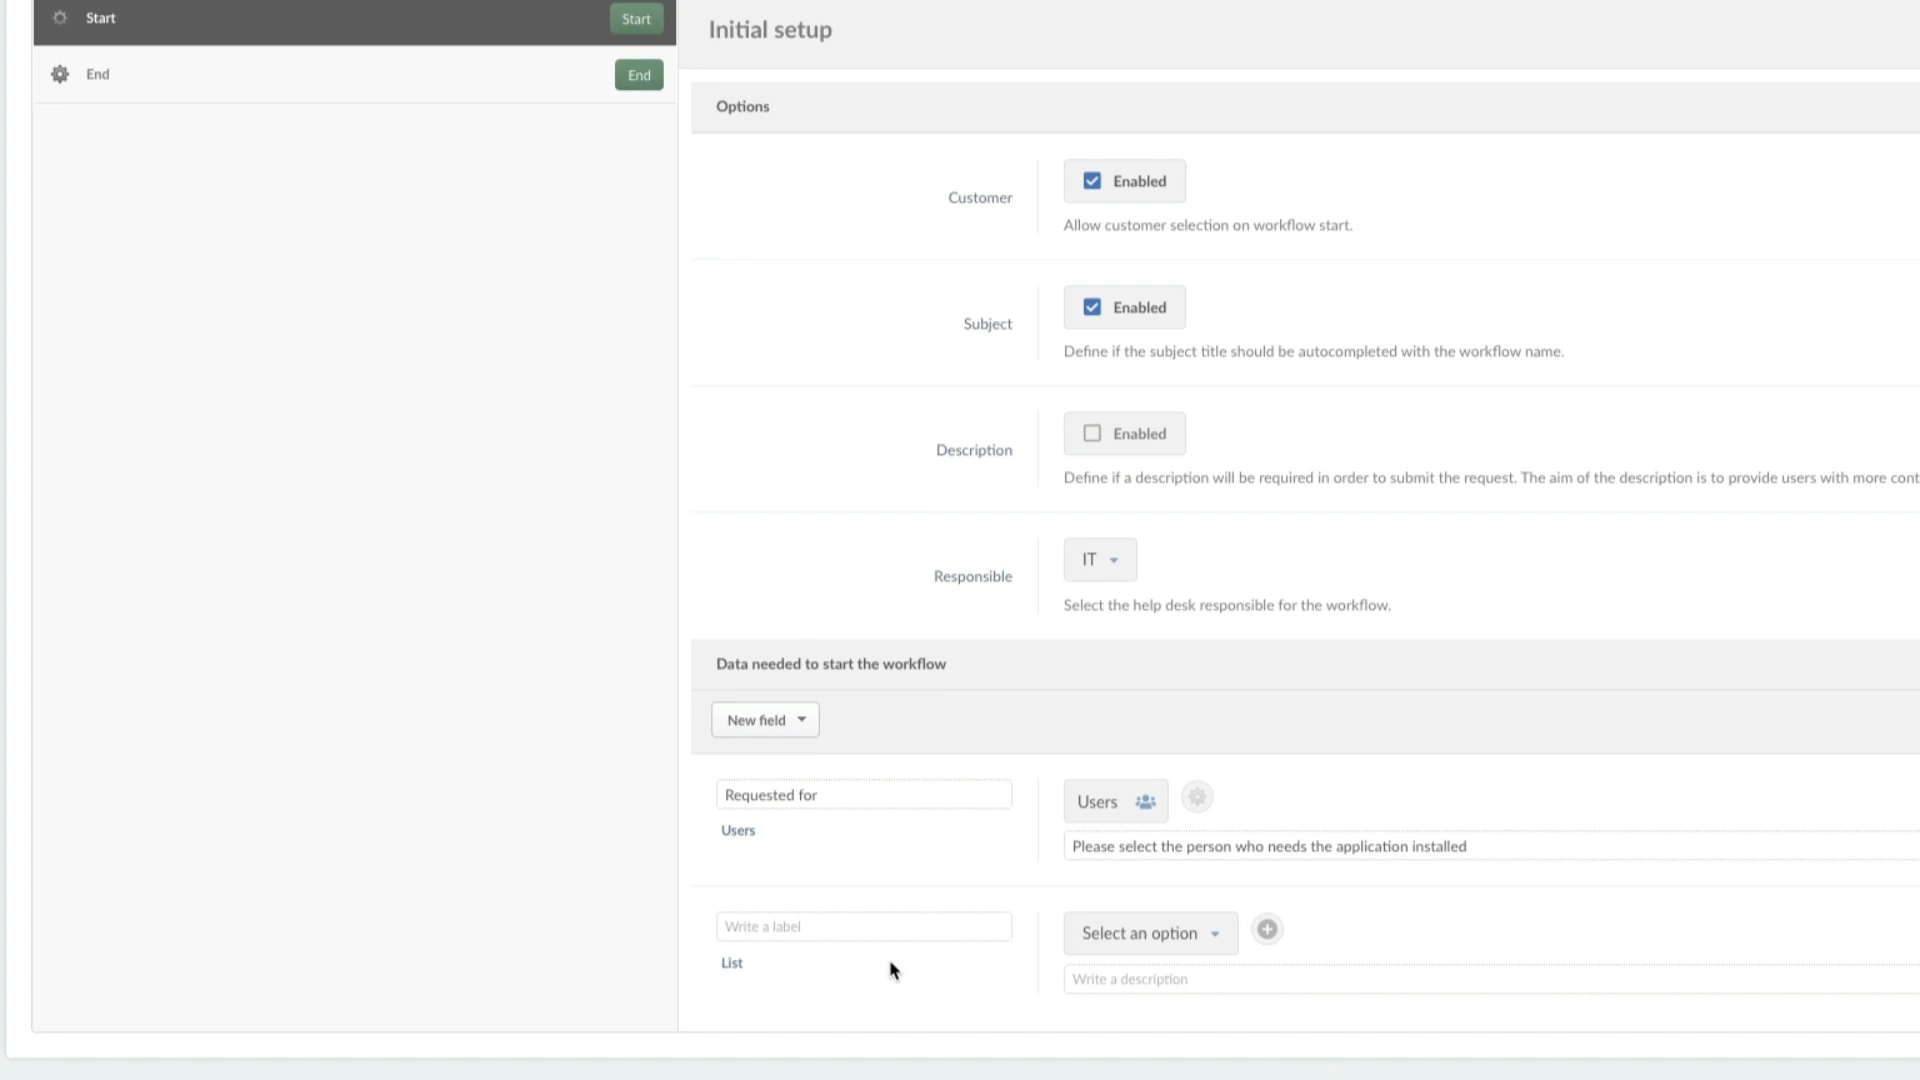 Start
Start
End
End
Initial setup
Options
Customer
Enabled
Allow customer selection on workflow start.
Subject
Enabled
Define if the subject title should be autocompleted with the workflow name.
Description
Enabled
Define if a description will be required in order to submit the request. The aim of the description is to provide users with more cont
Responsible
IT
Select the help desk responsible for the workflow.
Data needed to start the workflow
New field
Requested for
Users
Users
Please select the person who needs the application installed
Write a label
List
Select an option
Write a description